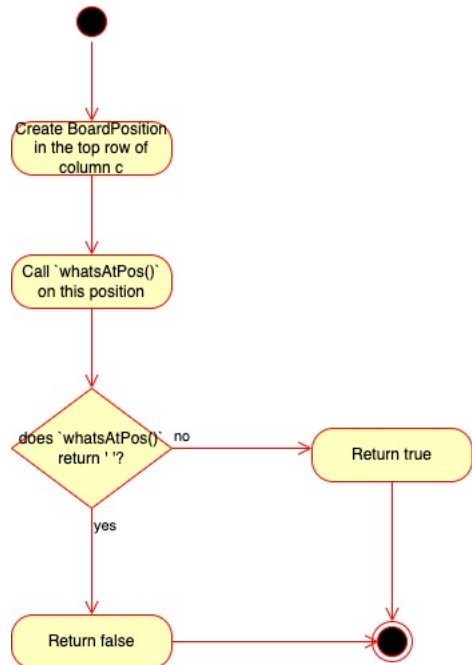 Create BoardPosition
in the top row of
column c
Call `whatsAtPos()`
on this position
does `whatsAtPos()`
return ' '?
no
Return true
yes
Return false